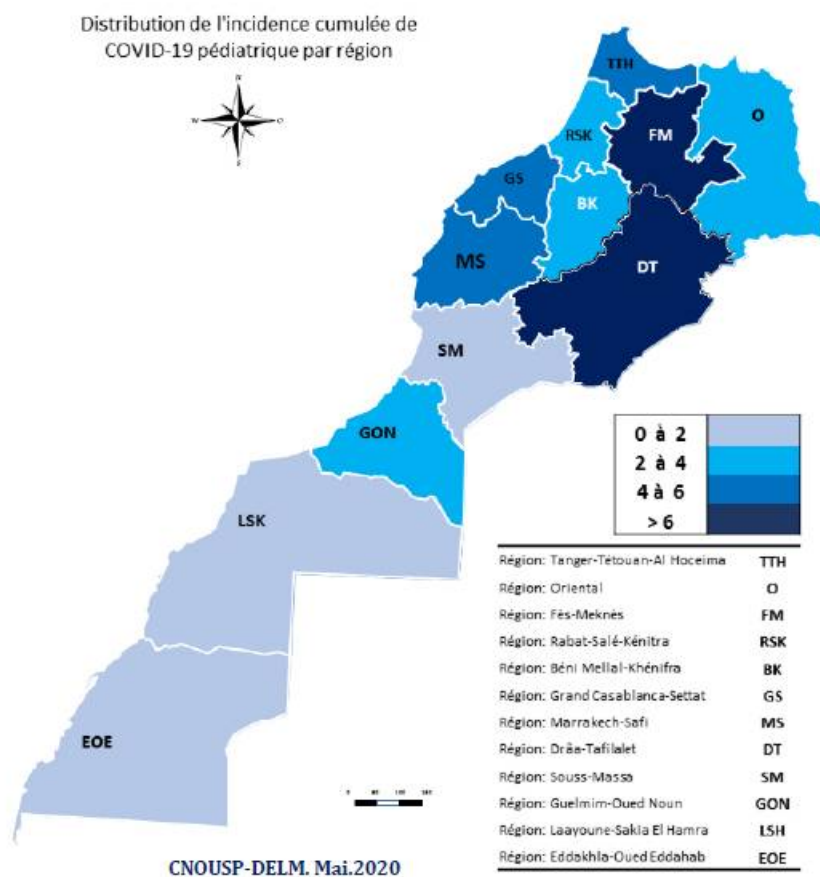 Distribution de l'incidence cumulée de
COVID-19 pédiatrique par région
N
W
O
S
TTH
O
RSK
FM
GS
BK
MS
DT
SM
GON
LSK
EOE
0 à 2
2 à 4
4 à 6
> 6
Région: Tanger-Tétouan-Al Hoceima TTH
Région: Oriental O
Région: Fès-Meknès FM
Région: Rabat-Salé-Kénitra RSK
Région: Béni Mellal-Khénifra BK
Région: Grand Casablanca-Settat GS
Région: Marrakech-Safi MS
Région: Drâa-Tafilalet DT
Région: Souss-Massa SM
Région: Guelmim-Oued Noun GON
Région: Laayoune-Sakia El Hamra LSH
Région: Eddakhla-Oued Eddahab EOE
CNOUSP-DELM. Mai.2020